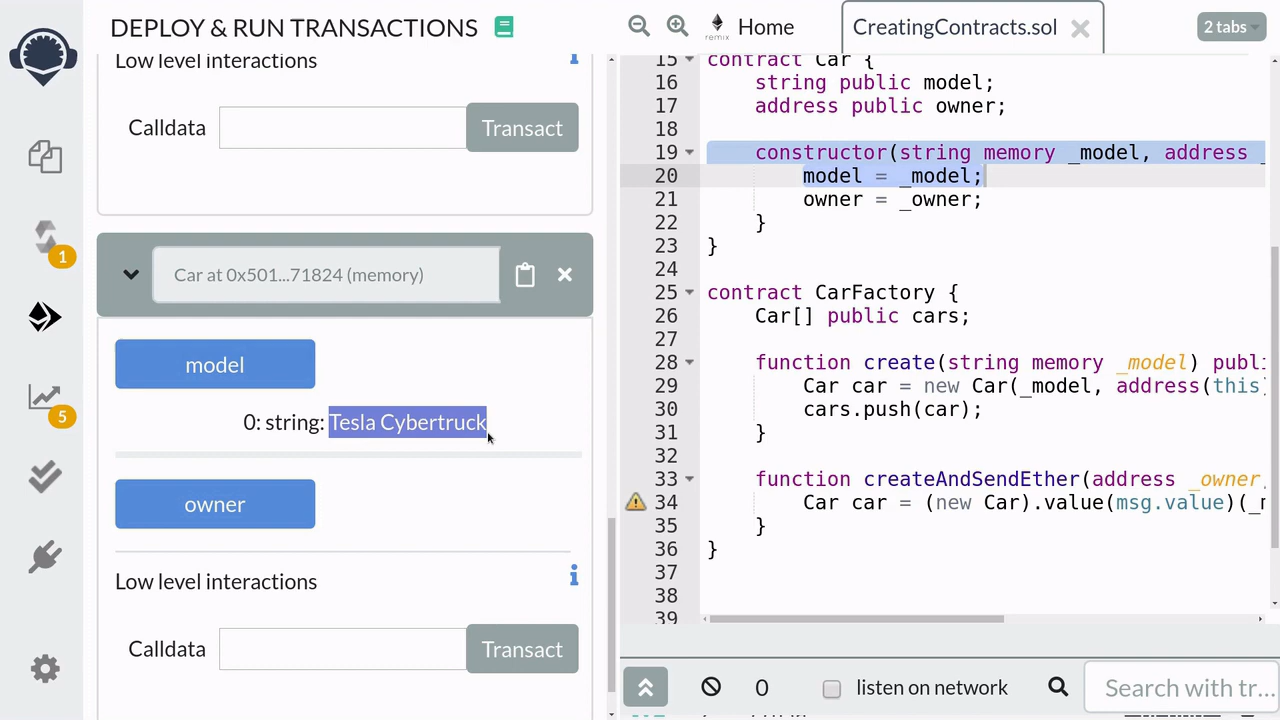 DEPLOY & RUN TRANSACTIONS
Low level interactions
Calldata
Transact
Car at 0x501...71824 (memory)
model
0: string: Tesla Cybertruck
owner
Low level interactions
Calldata
Transact
1
5
remix
Home
CreatingContracts.sol
2 tabs
15 contract Car {
16 string public model;
17 address public owner;
18
19 constructor(string memory _model, address _
20 model = _model;
21 owner = _owner;
22 }
23 }
24
25 contract CarFactory {
26 Car[] public cars;
27
28 function create(string memory _model) publi
29 Car car = new Car(_model, address(this)
30 cars.push(car);
31 }
32
33 function createAndSendEther(address _owner,
34 Car car = (new Car).value(msg.value)(_m
35 }
36 }
37
38
39
0
listen on network
Search with tr...